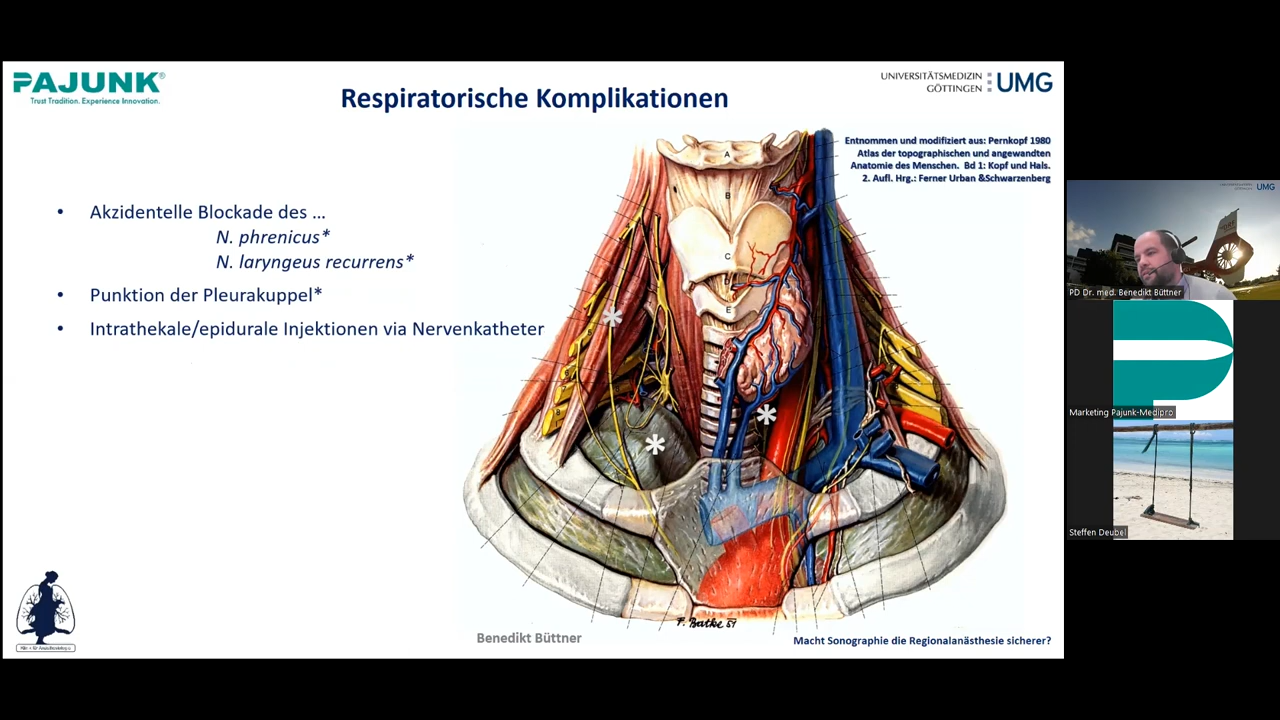 PAJUNK®
Trust Tradition. Experience Innovation.
UNIVERSITÄTSMEDIZIN
GÖTTINGEN
UMG
Respiratorische Komplikationen
Entnommen und modifiziert aus: Pernkopf 1980
Atlas der topographischen und angewandten
Anatomie des Menschen. Bd 1: Kopf und Hals.
2. Aufl. Hrg.: Ferner Urban &Schwarzenberg
• Akzidentelle Blockade des ...
N. phrenicus*
N. laryngeus recurrens*
• Punktion der Pleurakuppel*
• Intrathekale/epidurale Injektionen via Nervenkatheter
A
B
C
E
F. Batke
Benedikt Büttner
Macht Sonographie die Regionalanästhesie sicherer?
UMG
PD Dr. med. Benedikt Büttner
Marketing Pajunk-Medipro
Steffen Deubel